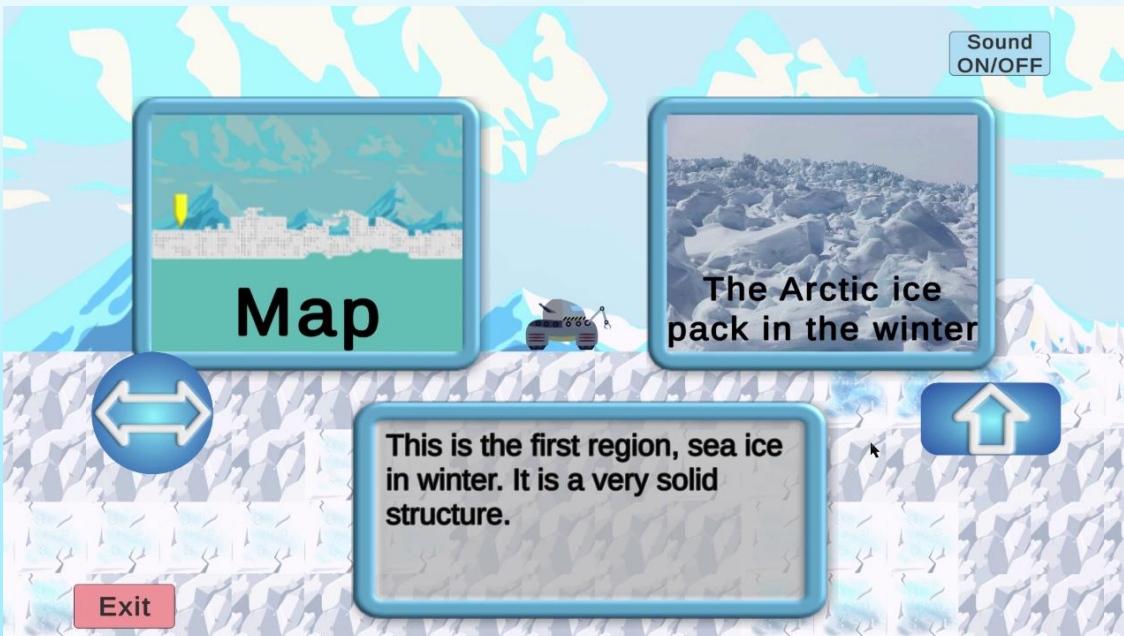 Sound
ON/OFF
Map
The Arctic ice
pack in the winter
This is the first region, sea ice
in winter. It is a very solid
structure.
Exit